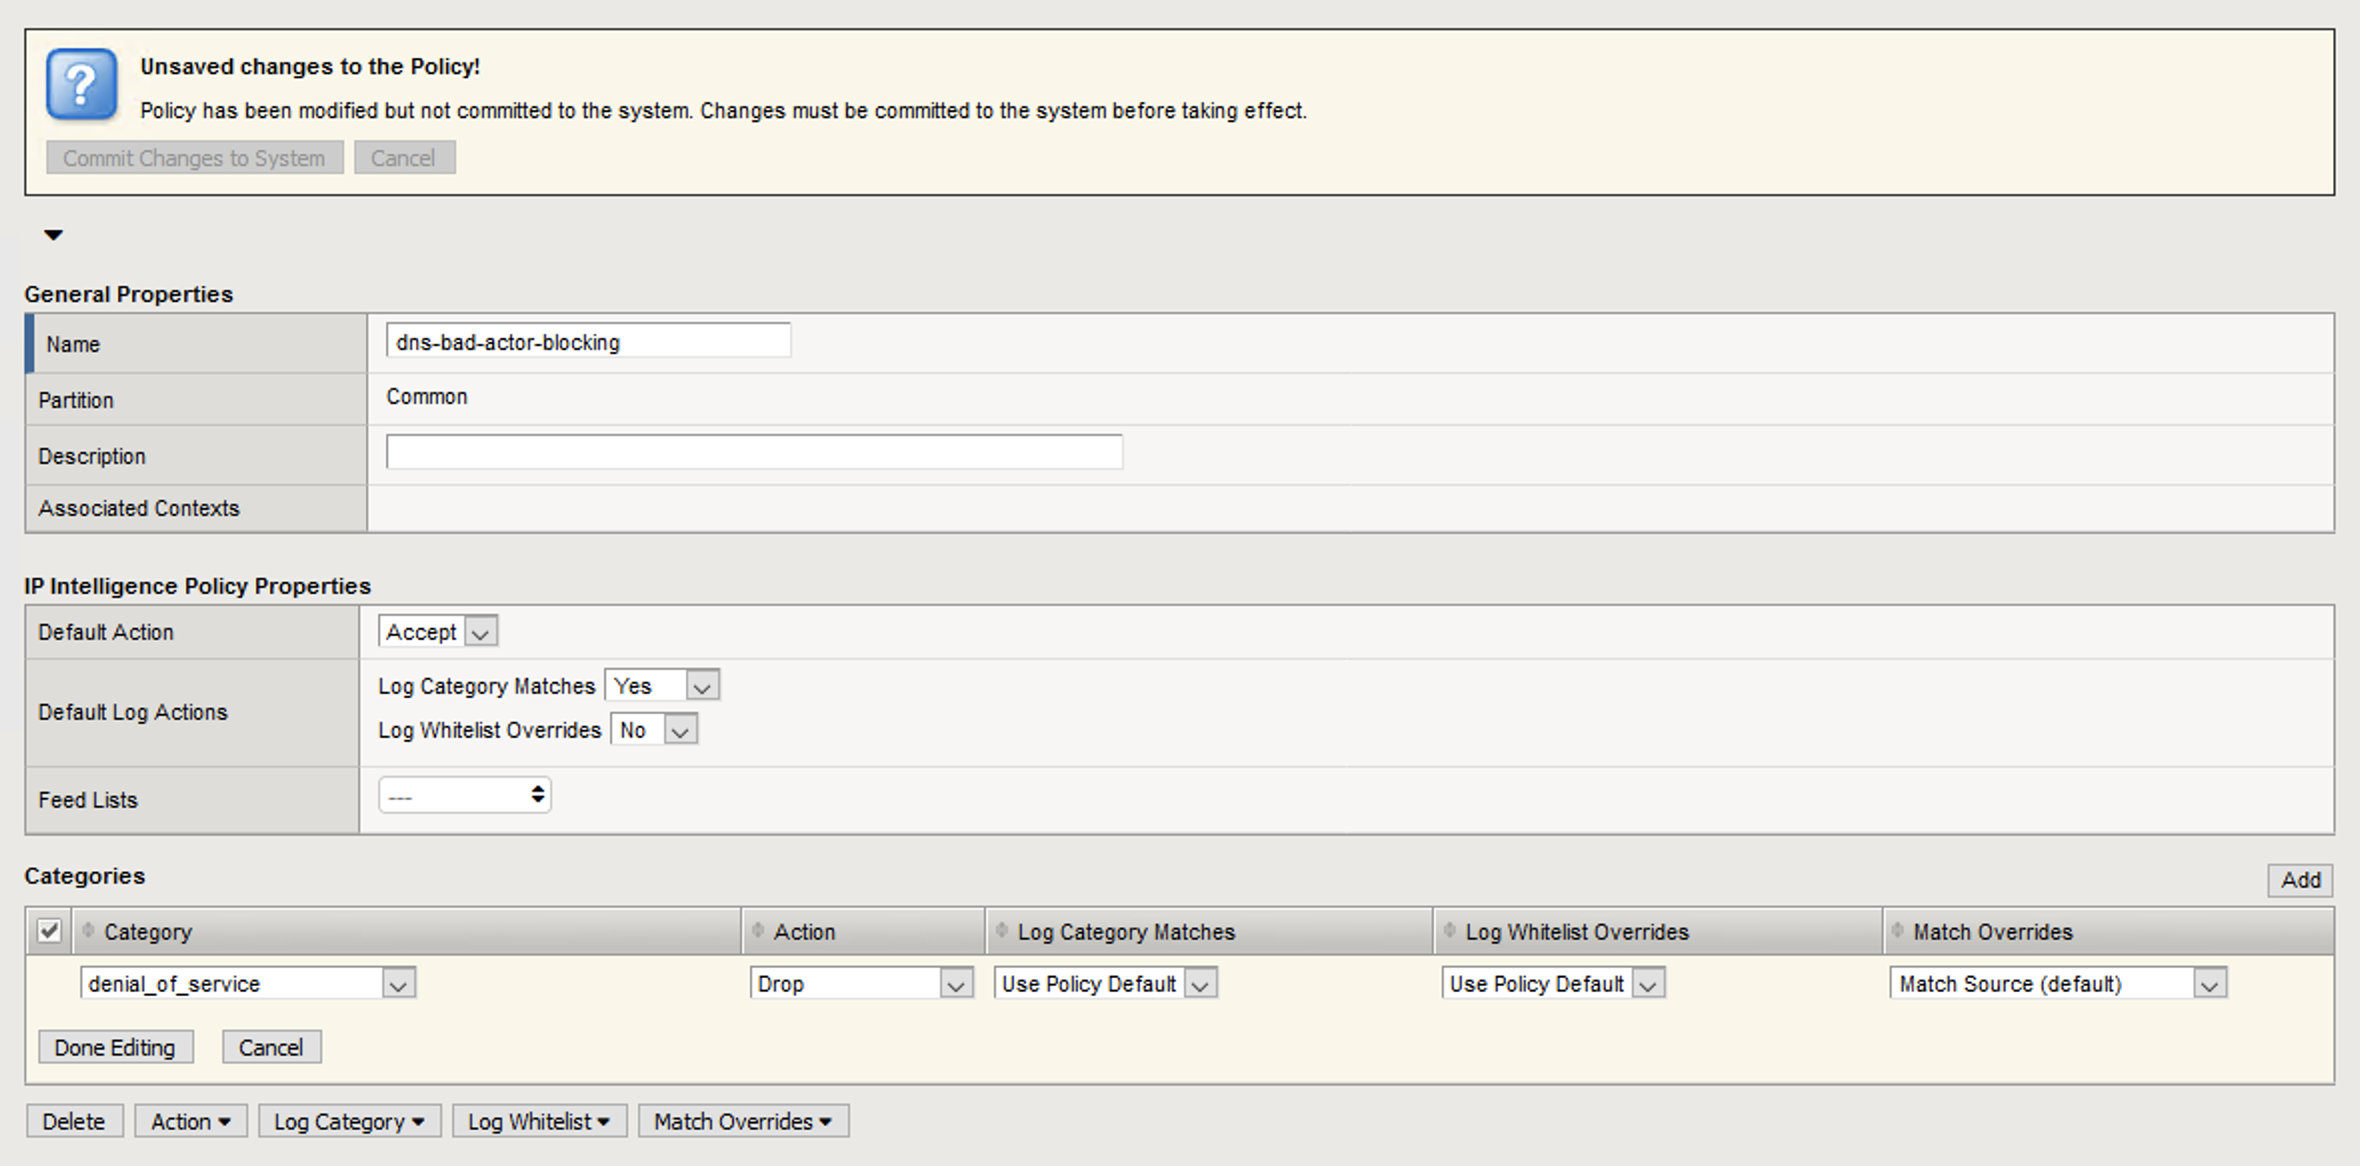 Unsaved changes to the Policy!
Policy has been modified but not committed to the system. Changes must be committed to the system before taking effect.
Commit Changes to System Cancel
General Properties
Name dns-bad-actor-blocking
Partition Common
Description
Associated Contexts
IP Intelligence Policy Properties
Default Action Accept
Default Log Actions Log Category Matches Yes
Log Whitelist Overrides No
Feed Lists ---
Categories Add
Category Action Log Category Matches Log Whitelist Overrides Match Overrides
denial_of_service Drop Use Policy Default Use Policy Default Match Source (default)
Done Editing Cancel
Delete Action Log Category Log Whitelist Match Overrides